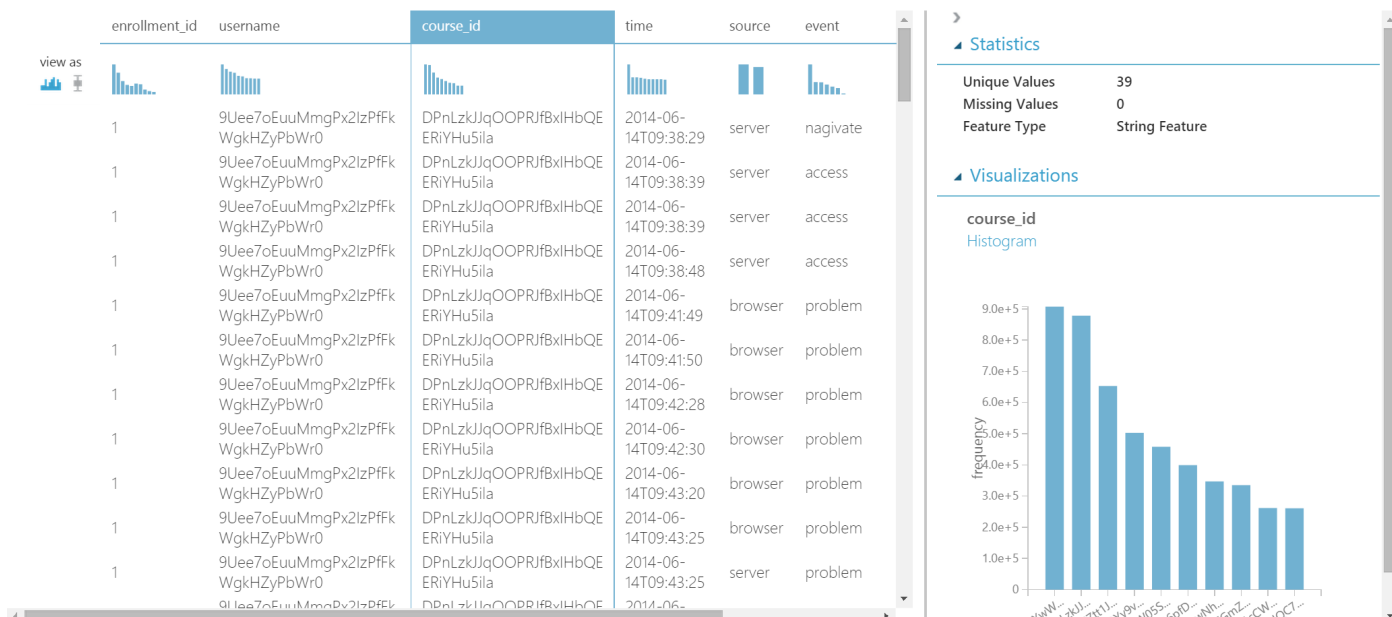 enrollment_id username course_id time source event
view as
1 9Uee7oEuuMmgPx2IzPfFk DPnLzkJJqOOPRJfBxIHbQE 2014-06- server nagivate
WgkHZyPbWr0 ERiYHu5ila 14T09:38:29
1 9Uee7oEuuMmgPx2IzPfFk DPnLzkJJqOOPRJfBxIHbQE 2014-06- server access
WgkHZyPbWr0 ERiYHu5ila 14T09:38:39
1 9Uee7oEuuMmgPx2IzPfFk DPnLzkJJqOOPRJfBxIHbQE 2014-06- server access
WgkHZyPbWr0 ERiYHu5ila 14T09:38:39
1 9Uee7oEuuMmgPx2IzPfFk DPnLzkJJqOOPRJfBxIHbQE 2014-06- server access
WgkHZyPbWr0 ERiYHu5ila 14T09:38:48
1 9Uee7oEuuMmgPx2IzPfFk DPnLzkJJqOOPRJfBxIHbQE 2014-06- browser problem
WgkHZyPbWr0 ERiYHu5ila 14T09:41:49
1 9Uee7oEuuMmgPx2IzPfFk DPnLzkJJqOOPRJfBxIHbQE 2014-06- browser problem
WgkHZyPbWr0 ERiYHu5ila 14T09:41:50
1 9Uee7oEuuMmgPx2IzPfFk DPnLzkJJqOOPRJfBxIHbQE 2014-06- browser problem
WgkHZyPbWr0 ERiYHu5ila 14T09:42:28
1 9Uee7oEuuMmgPx2IzPfFk DPnLzkJJqOOPRJfBxIHbQE 2014-06- browser problem
WgkHZyPbWr0 ERiYHu5ila 14T09:42:30
1 9Uee7oEuuMmgPx2IzPfFk DPnLzkJJqOOPRJfBxIHbQE 2014-06- browser problem
WgkHZyPbWr0 ERiYHu5ila 14T09:43:20
1 9Uee7oEuuMmgPx2IzPfFk DPnLzkJJqOOPRJfBxIHbQE 2014-06- browser problem
WgkHZyPbWr0 ERiYHu5ila 14T09:43:25
1 9Uee7oEuuMmgPx2IzPfFk DPnLzkJJqOOPRJfBxIHbQE 2014-06- server problem
WgkHZyPbWr0 ERiYHu5ila 14T09:43:25
9Uee7oEuuMmgPx2IzPfFk DPnLzkJJqOOPRJfBxIHbQE 2014-06-
Statistics
Unique Values 39
Missing Values 0
Feature Type String Feature
Visualizations
course_id
Histogram
frequency
9.0e+5
8.0e+5
7.0e+5
6.0e+5
5.0e+5
4.0e+5
3.0e+5
2.0e+5
1.0e+5
0